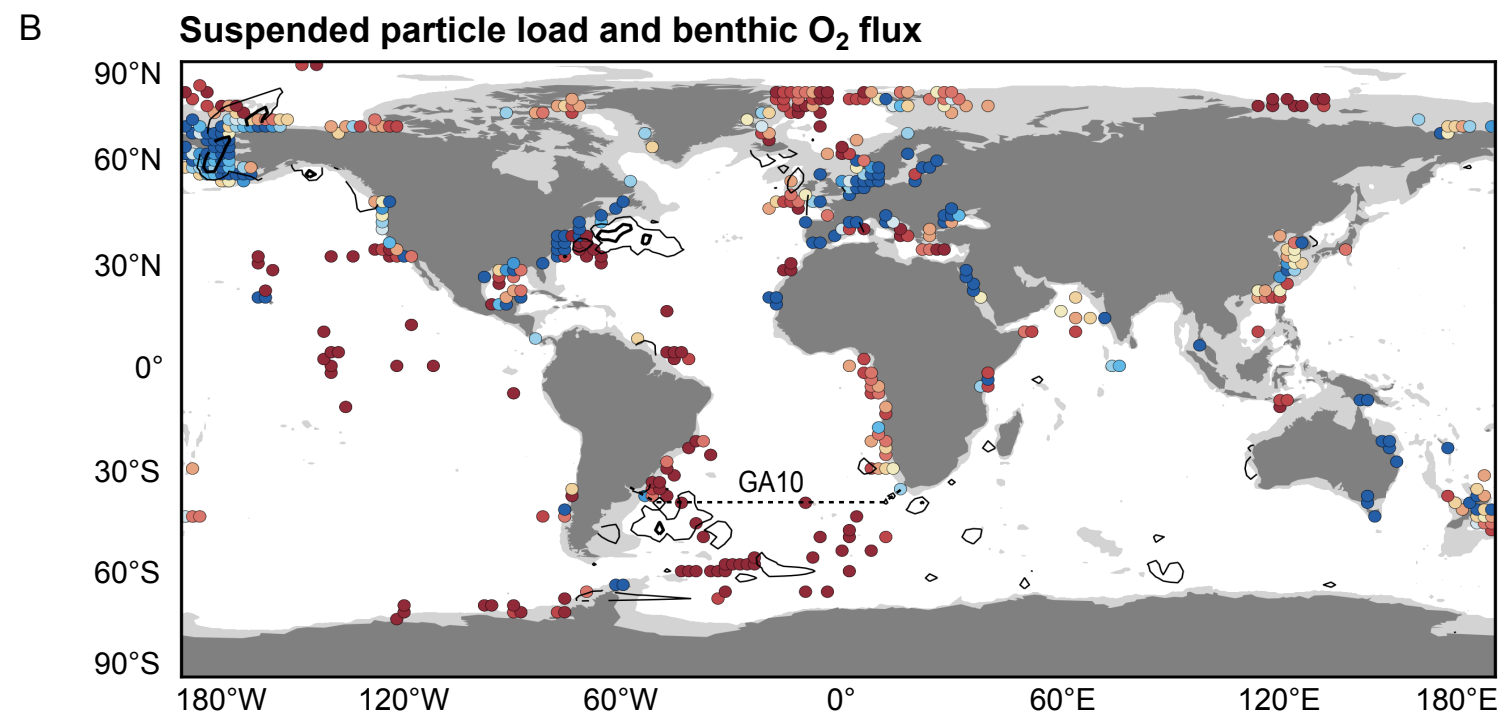 B
Suspended particle load and benthic O₂ flux
90°N
60°N
30°N
0°
30°S
60°S
90°S
GA10
180°W 120°W 60°W 0° 60°E 120°E 180°E